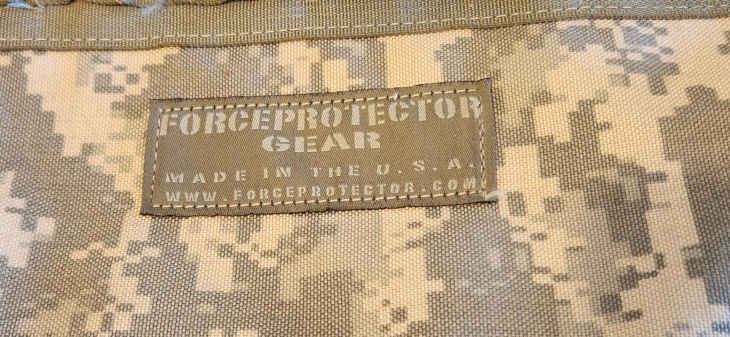 FORCEPROTECTOR
GEAR
MADE IN THE U.S.A.
WWW.FORCEPROTECTOR.COM